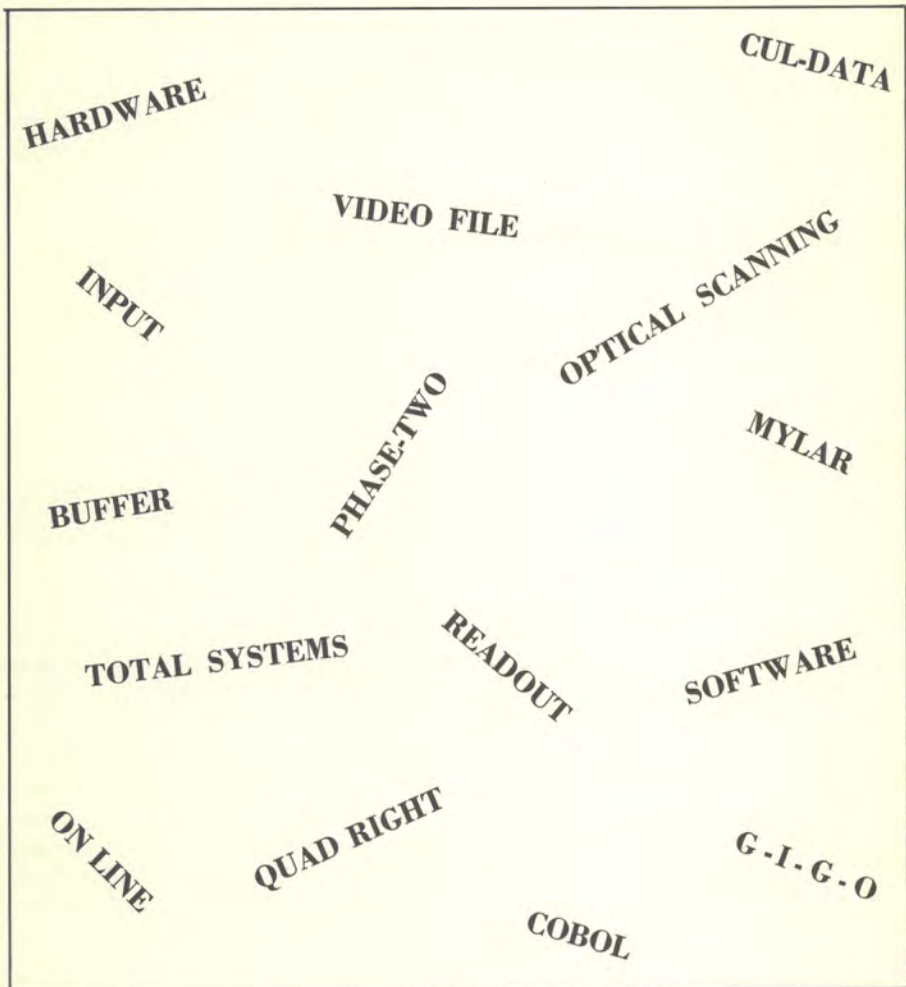 CUL-DATA
HARDWARE
VIDEO FILE
OPTICAL SCANNING
INPUT
PHASE-TWO
MYLAR
BUFFER
TOTAL SYSTEMS
READOUT
SOFTWARE
ON LINE
QUAD RIGHT
G-I-G-O
COBOL